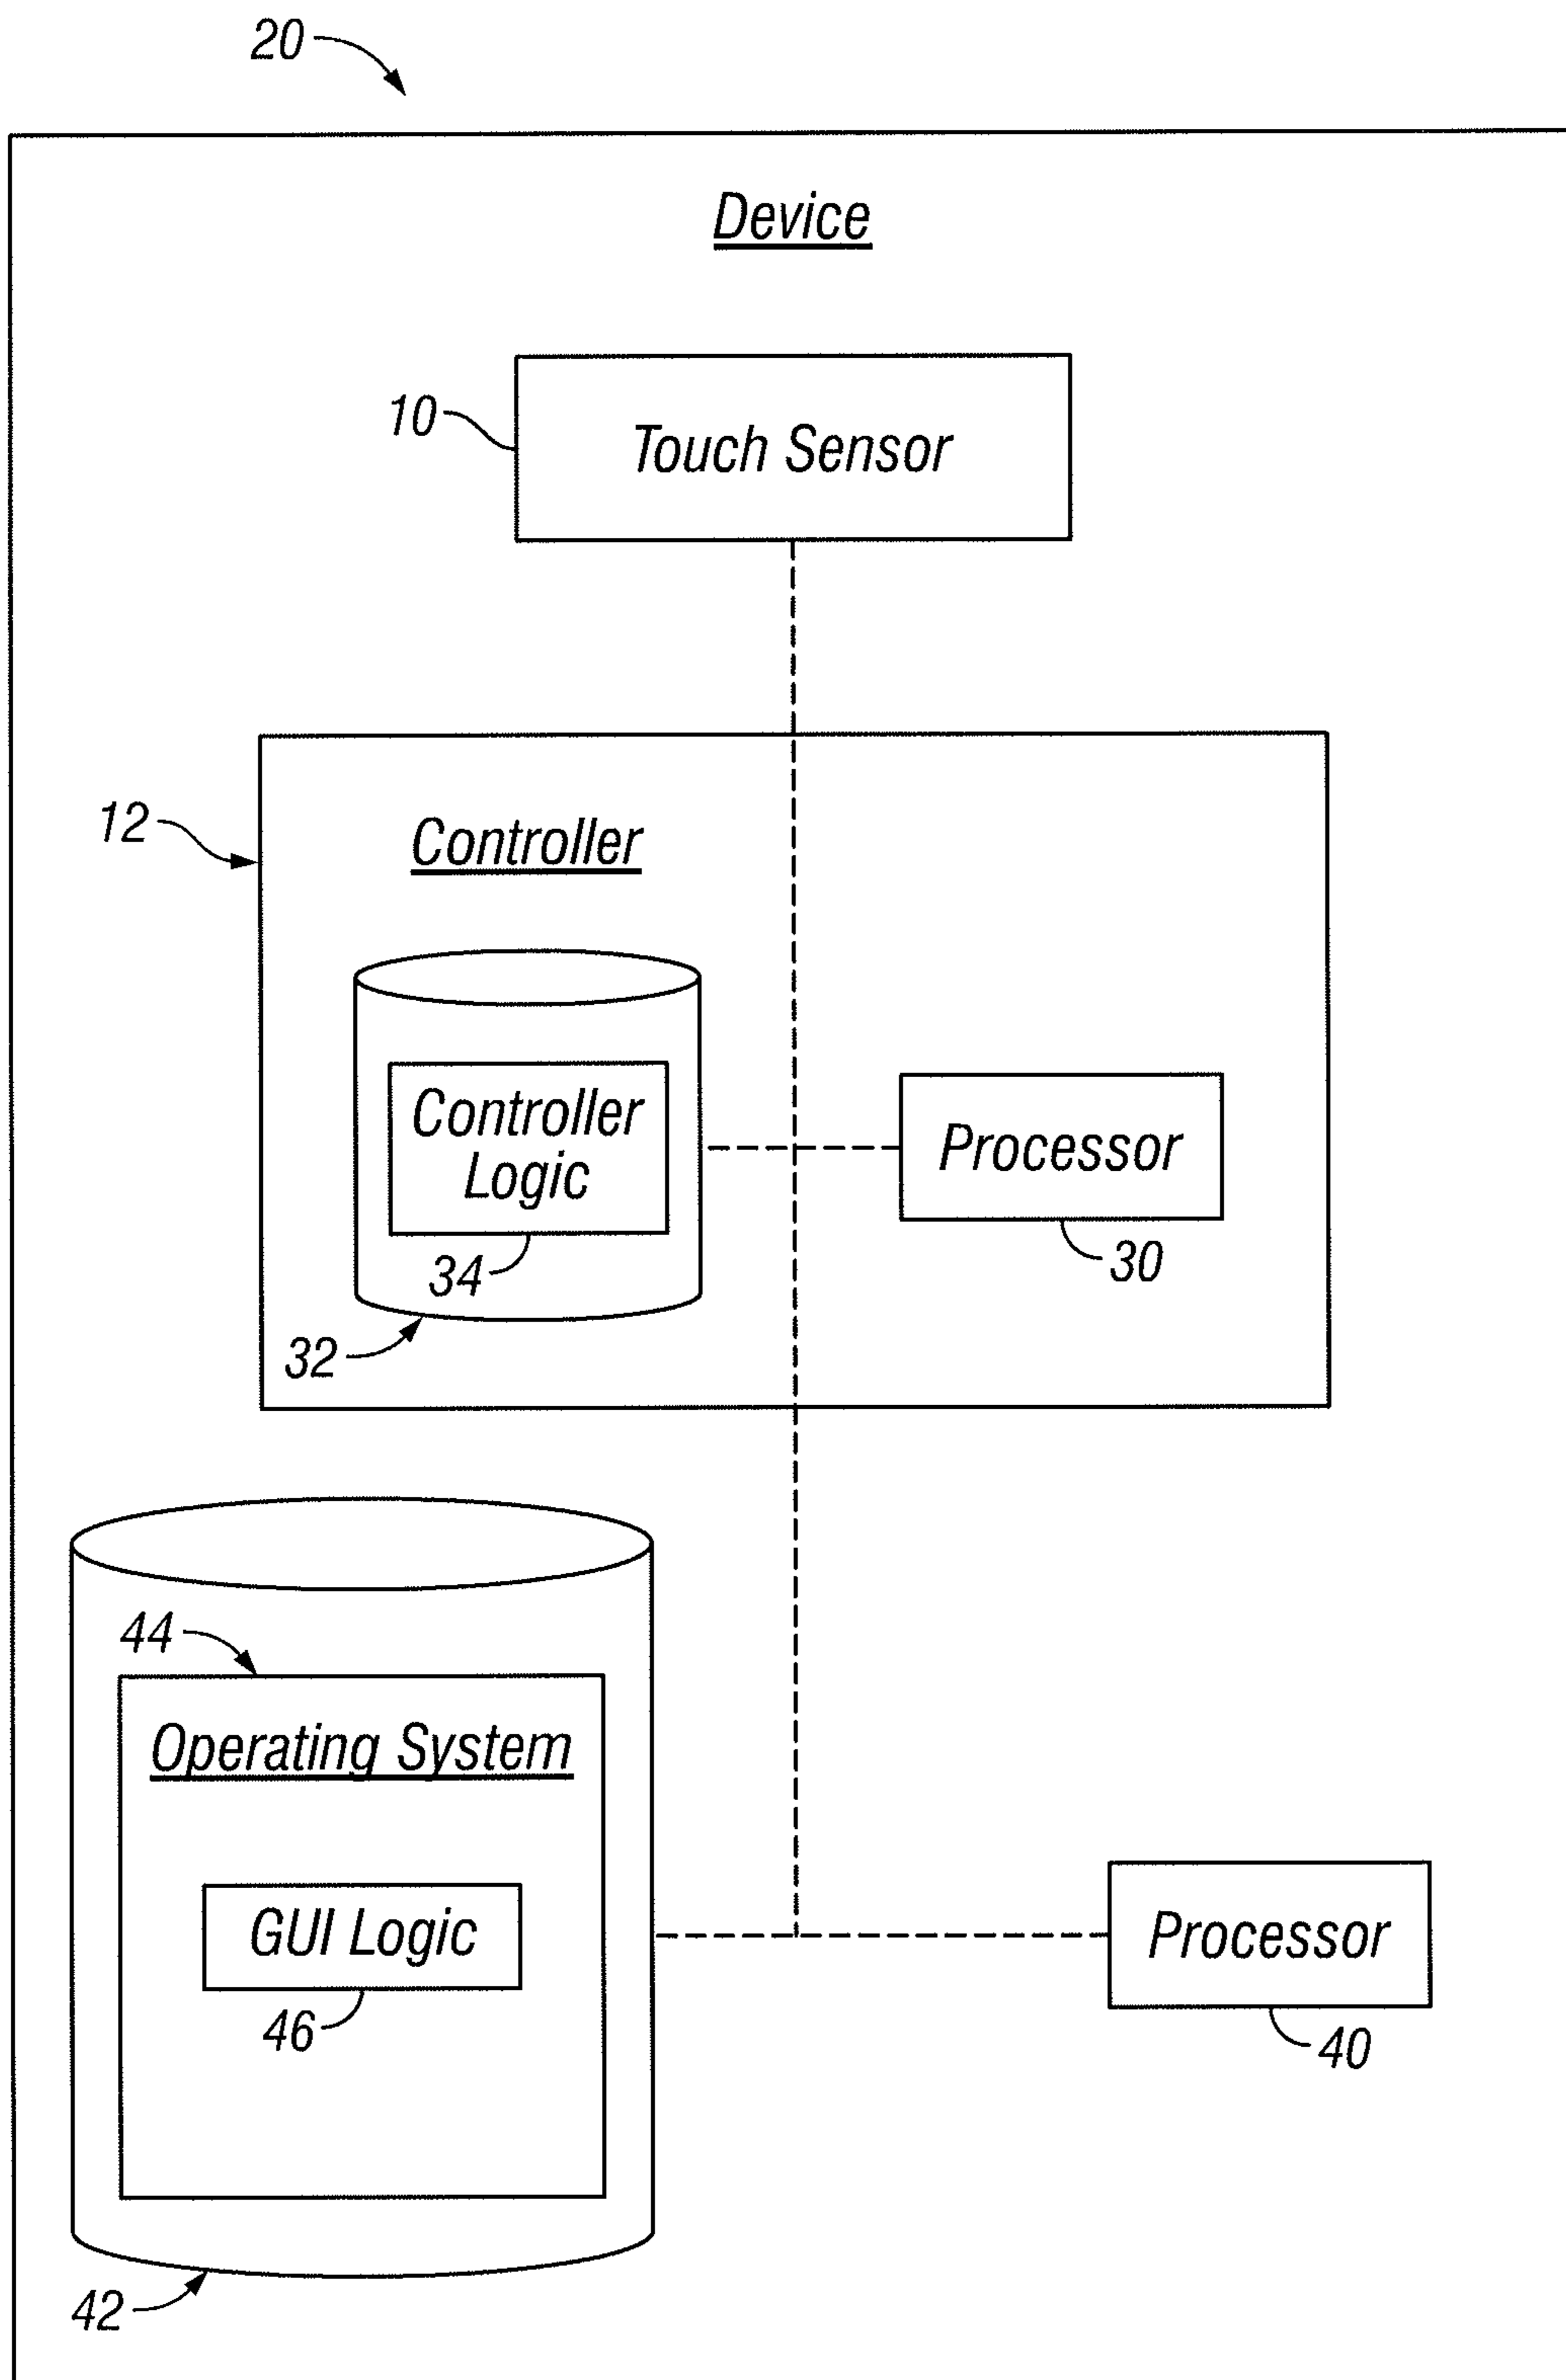 20
Device
10
Touch Sensor
12
Controller
Controller
Logic
Processor
34
30
32
44
Operating System
GUI Logic
Processor
46
40
42